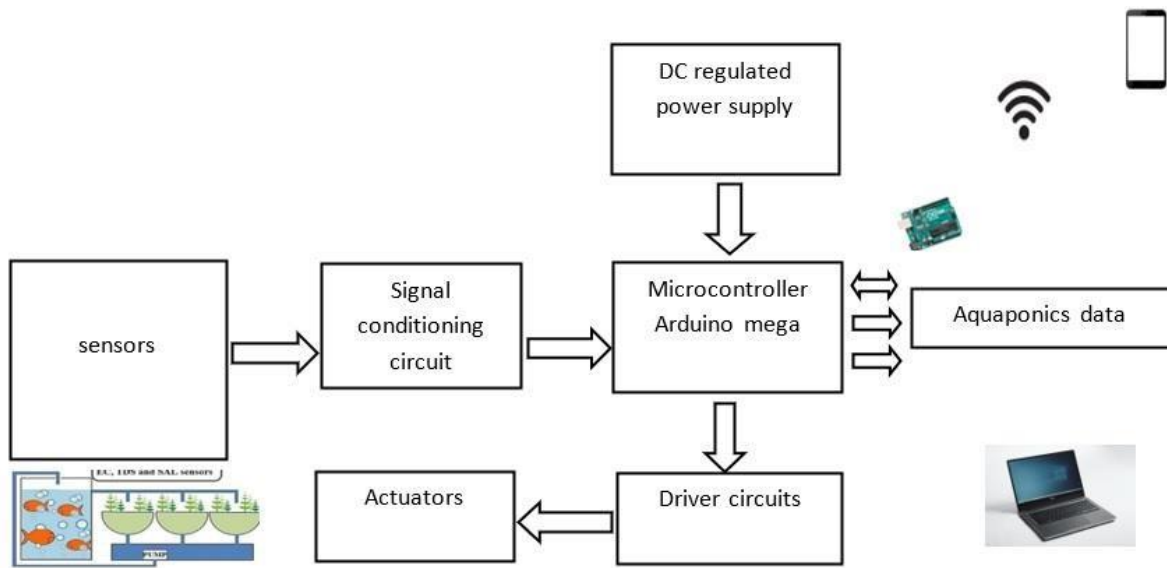 DC regulated
power supply
sensors
Signal
conditioning
circuit
Microcontroller
Arduino mega
Aquaponics data
EC, TDS and SAL sensors
Actuators
Driver circuits
PUMP